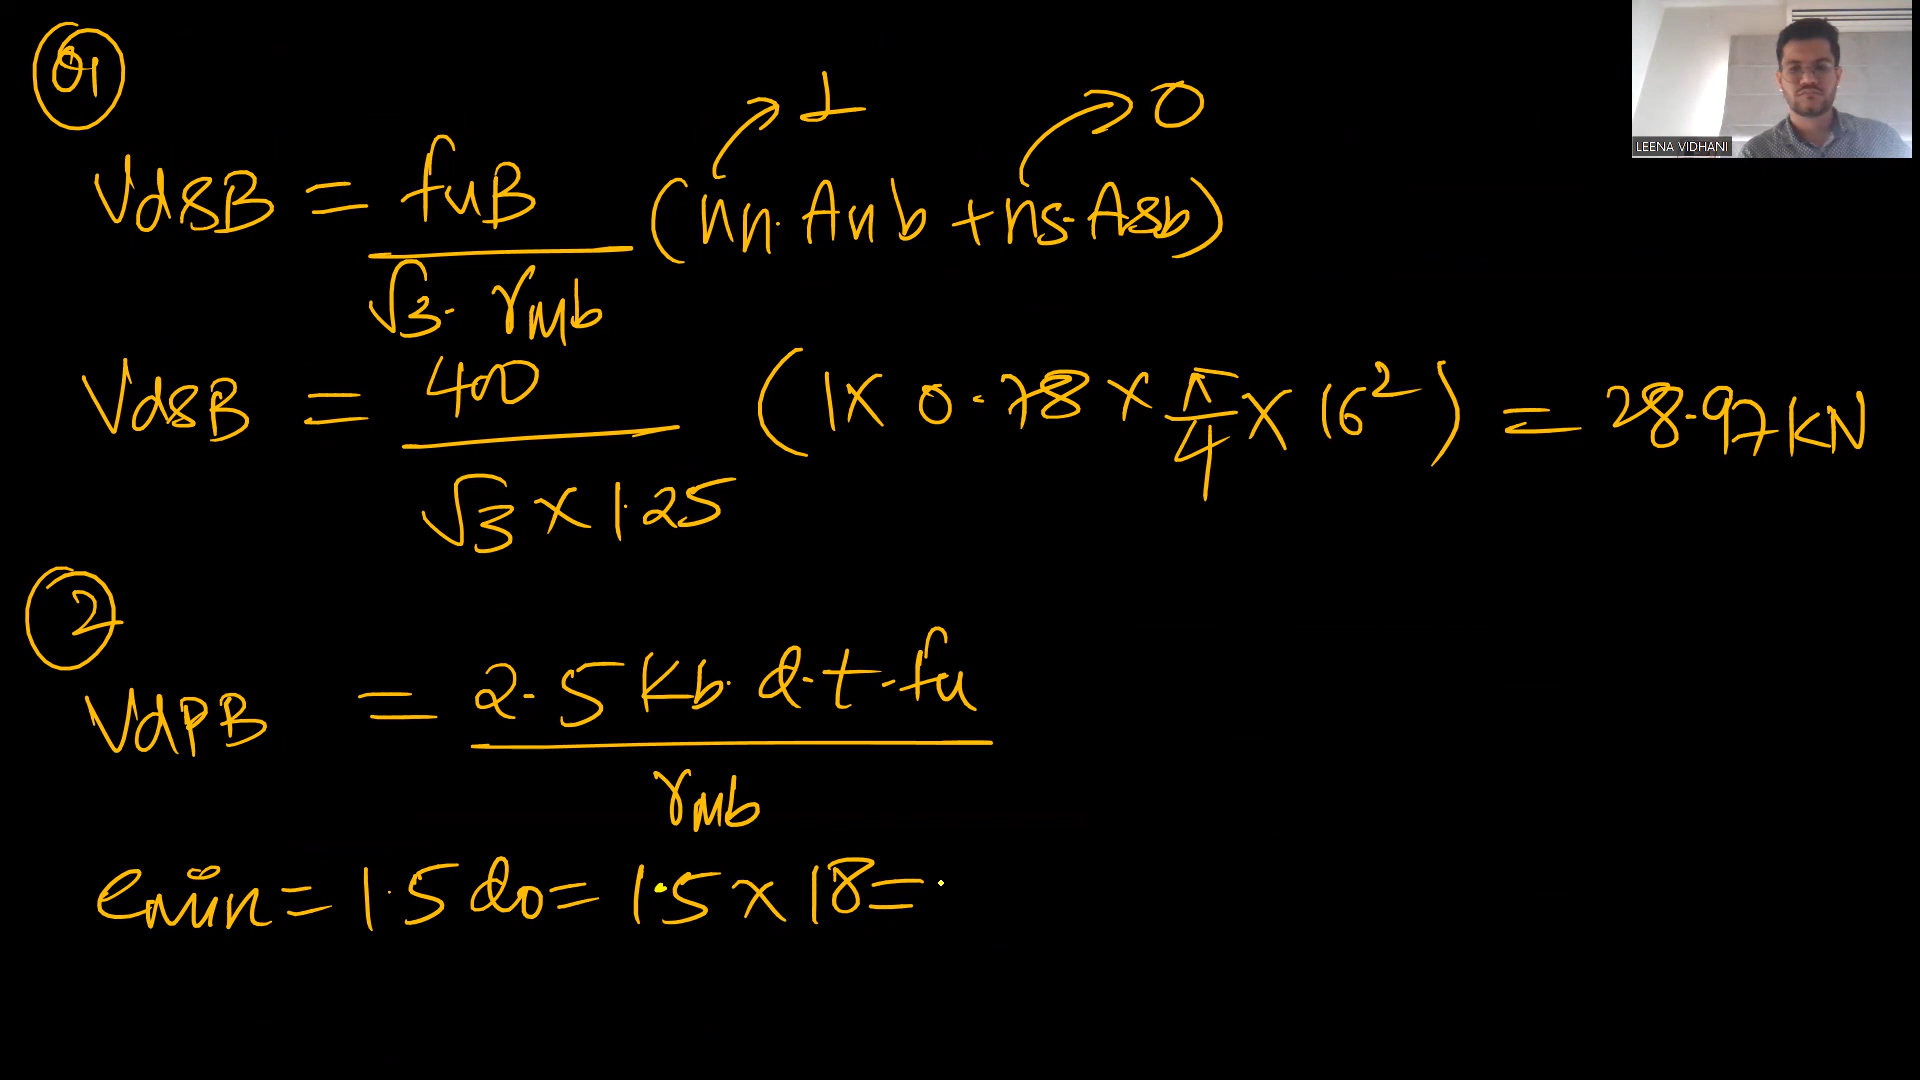 01
1 0
VdSB = fuB / √3. γmb (nn. Anb + ns. Asb)
VdSB = 400 / √3 × 1.25 (1 × 0.78 × π/4 × 16²) = 28.97 KN
2
VdPB = 2.5 Kb. d.t.fu / γmb
emin = 1.5 do = 1.5 × 18 =
LEENA VIDHANI